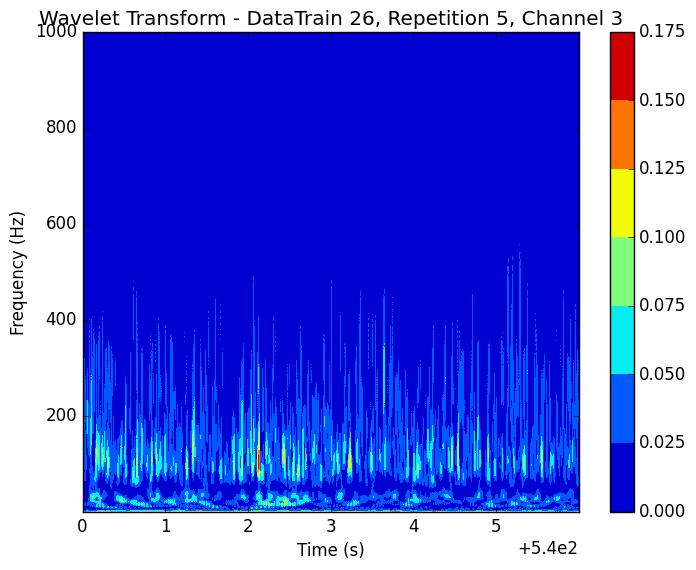 Wavelet Transform - DataTrain 26, Repetition 5, Channel 3
1000
800
600
400
200
Frequency (Hz)
0 1 2 3 4 5
Time (s)
+5.4e2
0.175
0.150
0.125
0.100
0.075
0.050
0.025
0.000